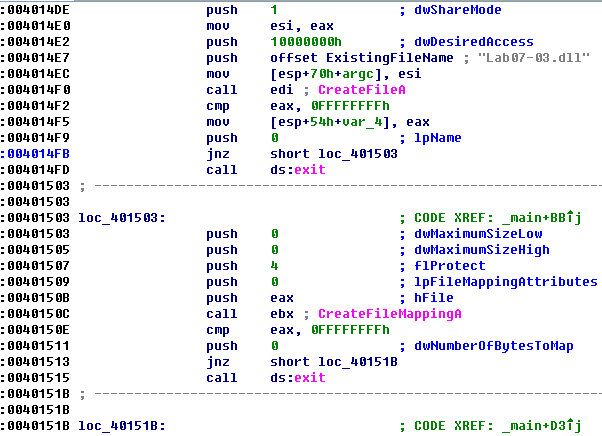 :004014DE push 1 ; dwShareMode
:004014E0 mov esi, eax
:004014E2 push 10000000h ; dwDesiredAccess
:004014E7 push offset ExistingFileName ; "Lab07-03.dll"
:004014EC mov [esp+70h+argc], esi
:004014F0 call edi ; CreateFileA
:004014F2 cmp eax, 0FFFFFFFFh
:004014F5 mov [esp+54h+var_4], eax
:004014F9 push 0 ; lpName
:004014FB jnz short loc_401503
:004014FD call ds:exit
:00401503 ; ---------------------------------------------------------------
:00401503
:00401503 loc_401503: ; CODE XREF: _main+BB↑j
:00401503 push 0 ; dwMaximumSizeLow
:00401505 push 0 ; dwMaximumSizeHigh
:00401507 push 4 ; flProtect
:00401509 push 0 ; lpFileMappingAttributes
:0040150B push eax ; hFile
:0040150C call ebx ; CreateFileMappingA
:0040150E cmp eax, 0FFFFFFFFh
:00401511 push 0 ; dwNumberOfBytesToMap
:00401513 jnz short loc_40151B
:00401515 call ds:exit
:0040151B ; ---------------------------------------------------------------
:0040151B
:0040151B loc_40151B: ; CODE XREF: _main+D3↑j